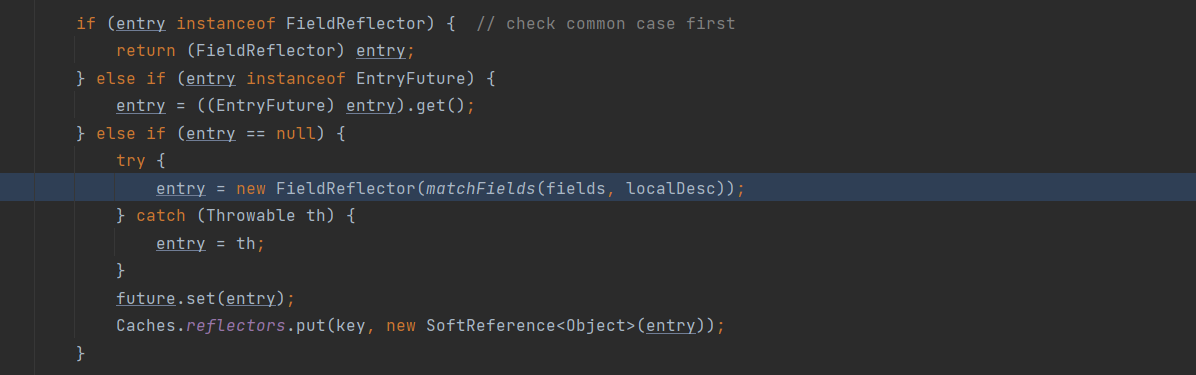 if (entry instanceof FieldReflector) {  // check common case first
    return (FieldReflector) entry;
} else if (entry instanceof EntryFuture) {
    entry = ((EntryFuture) entry).get();
} else if (entry == null) {
    try {
        entry = new FieldReflector(matchFields(fields, localDesc));
    } catch (Throwable th) {
        entry = th;
    }
    future.set(entry);
    Caches.reflectors.put(key, new SoftReference<Object>(entry));
}